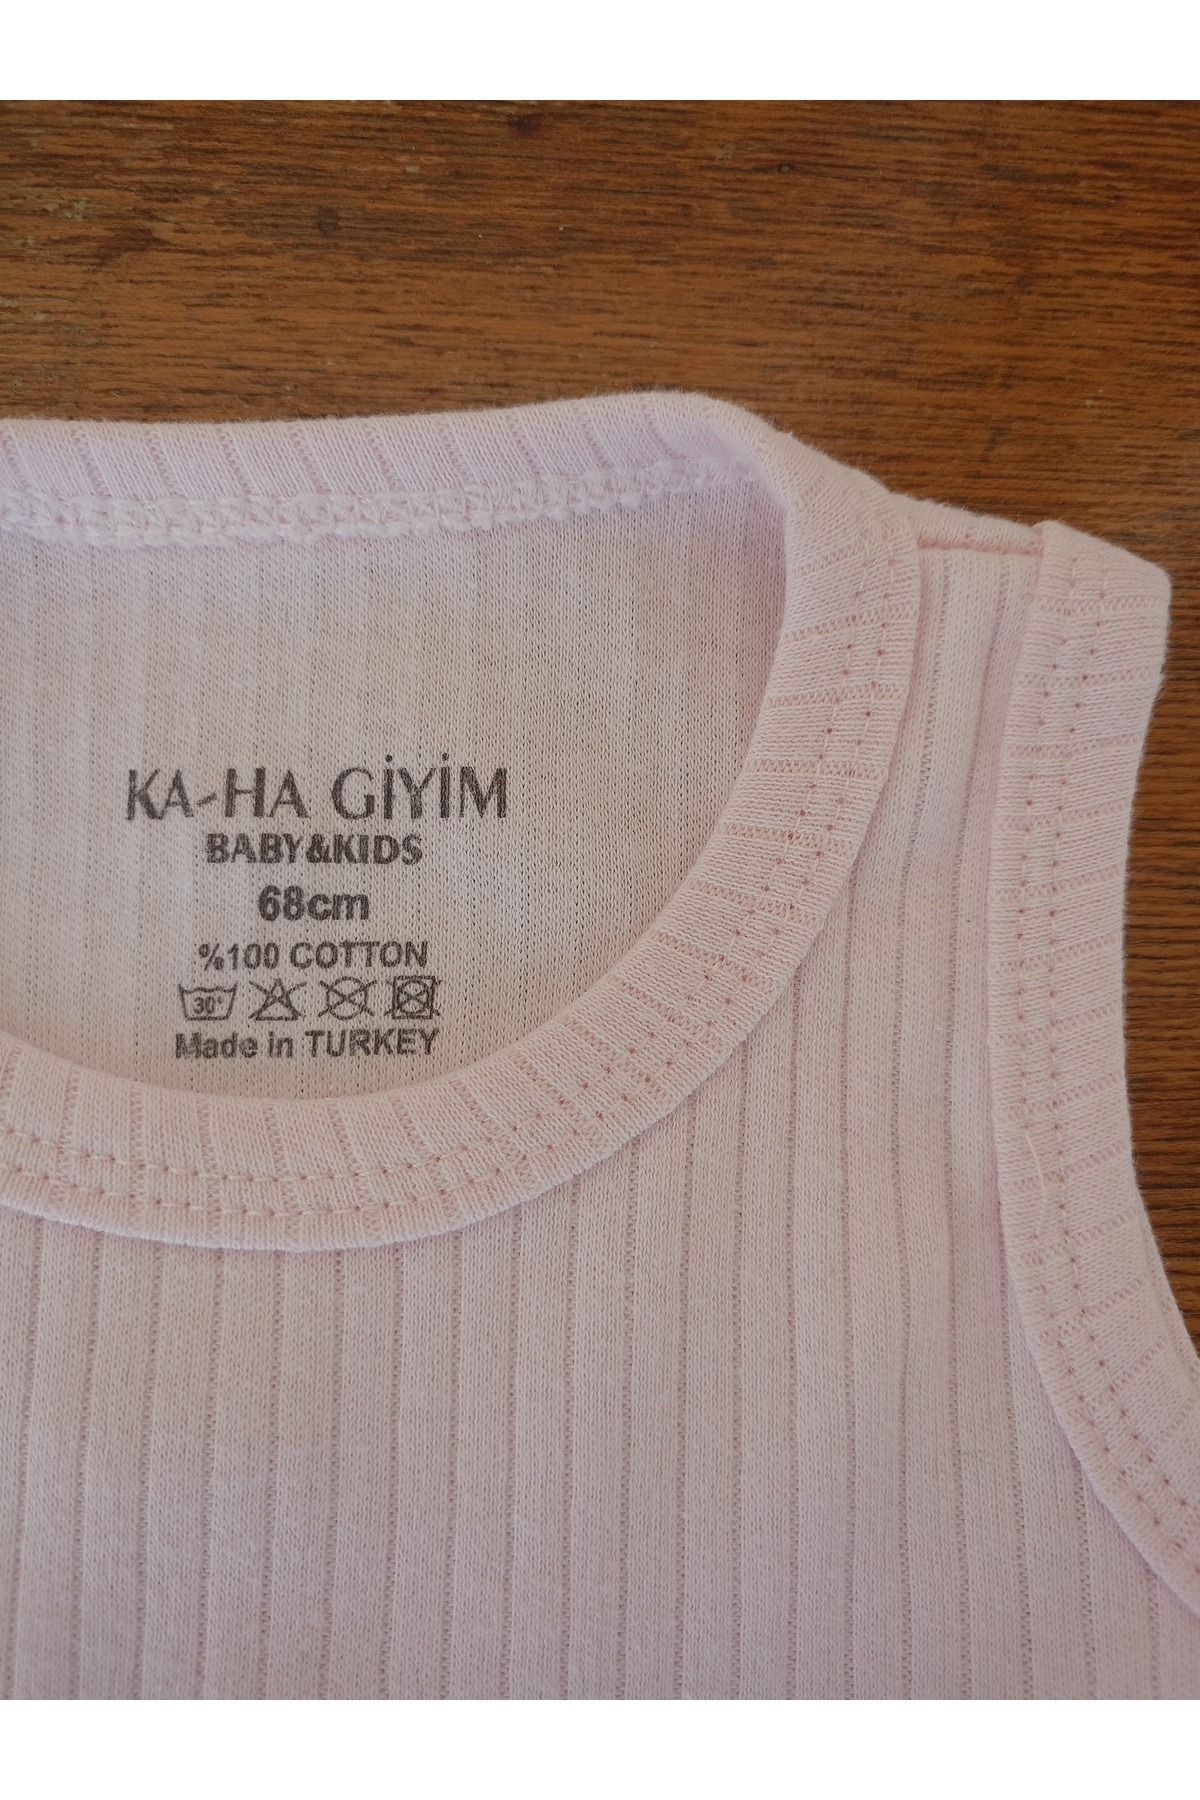 KA-HA GİYİM
BABY&KIDS
68cm
%100 COTTON
30°
Made in TURKEY